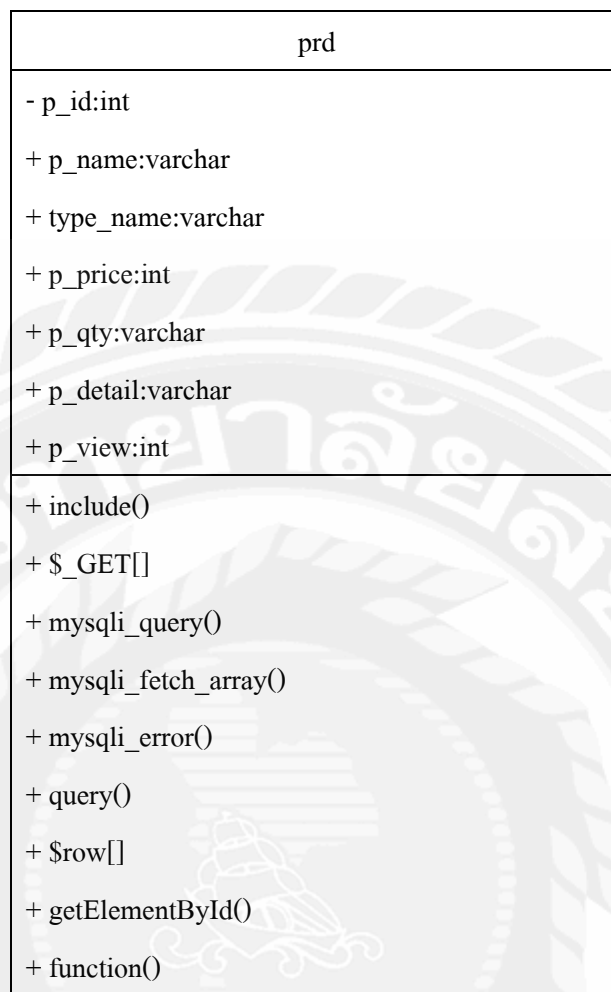 prd
- p_id:int
+ p_name:varchar
+ type_name:varchar
+ p_price:int
+ p_qty:varchar
+ p_detail:varchar
+ p_view:int
+ include()
+ $_GET[]
+ mysqli_query()
+ mysqli_fetch_array()
+ mysqli_error()
+ query()
+ $row[]
+ getElementById()
+ function()